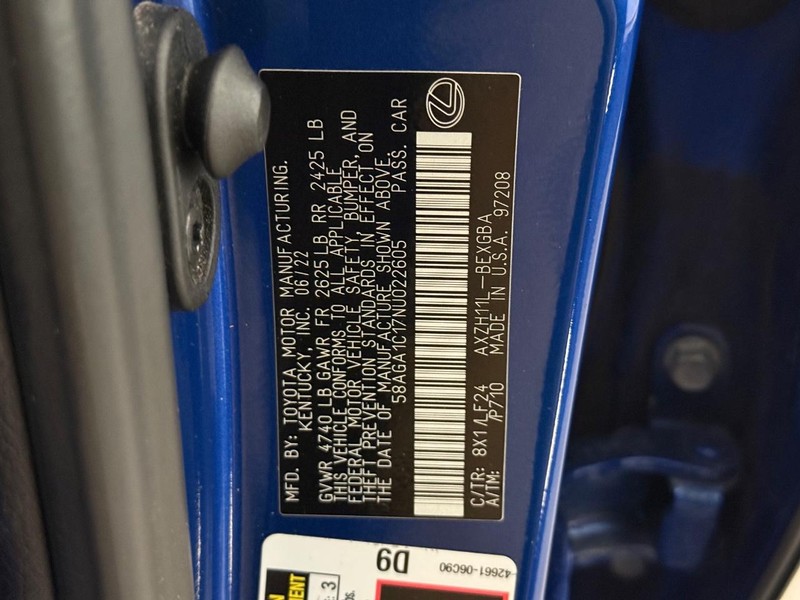 MFD. BY: TOYOTA MOTOR MANUFACTURING.
KENTUCKY, INC. 06/22
GVWR 4740 LB GAWR FR 2625 LB RR 2425 LB
THIS VEHICLE CONFORMS TO ALL APPLICABLE
FEDERAL MOTOR VEHICLE SAFETY, BUMPER, AND
THEFT PREVENTION STANDARDS IN EFFECT ON
THE DATE OF MANUFACTURE SHOWN ABOVE.
58AGA1C17NU022605 PASS. CAR
C/TR: 8X1/LF24 AXZH11L-BEXGBA
A/TM: /P710 MADE IN U.S.A. 97208
D9
42661-06C90
3